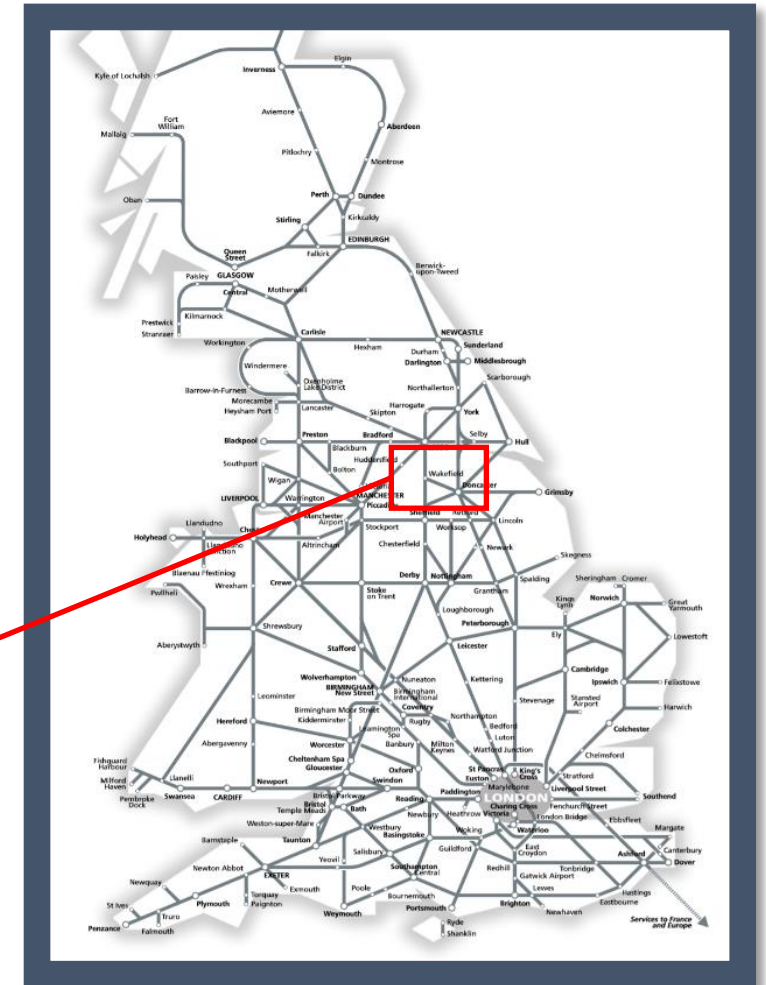 Elgin
Kyle of Lochalsh
Inverness
Aviemore
Fort
William
Mallaig
Aberdeen
Pitlochry
Montrose
Perth
Dundee
Oban
Stirling
Kirkcaldy
EDINBURGH
Falkirk
Queen
Street
GLASGOW
Central
Paisley
Motherwell
Berwick-
upon-Tweed
Kilmarnock
Prestwick
Stranraer
Carlisle
Workington
Hexham
NEWCASTLE
Sunderland
Durham
Darlington
Middlesbrough
Windermere
Oxenholme
Lake District
Scarborough
Barrow-in-Furness
Northallerton
Morecambe
Heysham Port
Lancaster
Skipton
Harrogate
York
Blackpool
Preston
Blackburn
Bradford
Selby
Hull
Southport
Bolton
Huddersfield
Wakefield
Wigan
Doncaster
Grimsby
LIVERPOOL
Warrington
MANCHESTER
Manchester
Airport
Stockport
Sheffield
Retford
Worksop
Lincoln
Llandudno
Holyhead
Altrincham
Chesterfield
Newark
Skegness
Blaenau Ffestiniog
Pwllheli
Wrexham
Crewe
Stoke
on Trent
Derby
Nottingham
Grantham
Spalding
Sheringham
Cromer
Kings
Lynn
Norwich
Great
Yarmouth
Loughborough
Peterborough
Ely
Lowestoft
Aberystwyth
Shrewsbury
Stafford
Leicester
Wolverhampton
BIRMINGHAM
New Street
Nuneaton
Birmingham
International
Kettering
Cambridge
Ipswich
Felixstowe
Leominster
Birmingham Moor Street
Kidderminster
Coventry
Rugby
Northampton
Stevenage
Stansted
Airport
Harwich
Hereford
Leamington
Spa
Bedford
Luton
Colchester
Abergavenny
Worcester
Banbury
Milton
Keynes
Watford Junction
Chelmsford
Cheltenham Spa
Gloucester
Oxford
St Pancras
Euston
King's
Cross
Stratford
Fishguard
Harbour
Milford
Haven
Pembroke
Dock
Llanelli
Swansea
CARDIFF
Newport
Bristol Parkway
Swindon
Paddington
Marylebone
Liverpool Street
LONDON
Southend
Bristol
Temple Meads
Bath
Reading
Newbury
Heathrow
Victoria
Charing Cross
Fenchurch Street
London Bridge
Ebbsfleet
Weston-super-Mare
Westbury
Basingstoke
Woking
Waterloo
Margate
Barnstaple
Taunton
Salisbury
Guildford
East
Croydon
Canterbury
Ashford
Dover
Newton Abbot
Yeovil
Southampton
Central
Redhill
Gatwick Airport
Tonbridge
EXETER
Newquay
Exmouth
Poole
Bournemouth
Lewes
Hastings
Eastbourne
St Ives
Truro
Plymouth
Torquay
Paignton
Weymouth
Portsmouth
Brighton
Newhaven
Penzance
Falmouth
Ryde
Shanklin
Services to France
and Europe